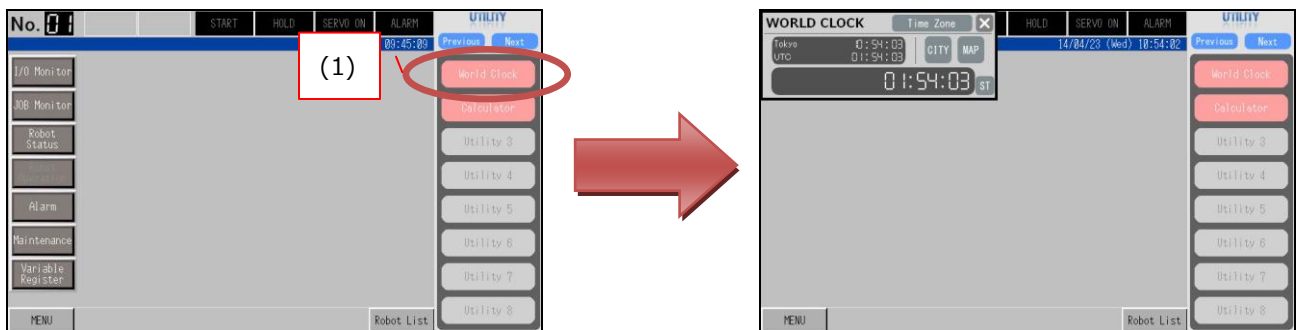 No. 01
START
HOLD
SERVO ON
ALARM
UTILITY
09:45:09
Previous
Next
(1)
I/O Monitor
JOB Monitor
Robot
Status
Alarm
Maintenance
Variable
Register
World Clock
Calculator
Utility 3
Utility 4
Utility 5
Utility 6
Utility 7
Utility 8
MENU
Robot List
WORLD CLOCK
Time Zone
X
HOLD
SERVO ON
ALARM
UTILITY
Tokyo
0:54:03
UTC
01:54:03
CITY
MAP
01:54:03
ST
14/04/23 (Wed) 10:54:02
Previous
Next
World Clock
Calculator
Utility 3
Utility 4
Utility 5
Utility 6
Utility 7
Utility 8
MENU
Robot List